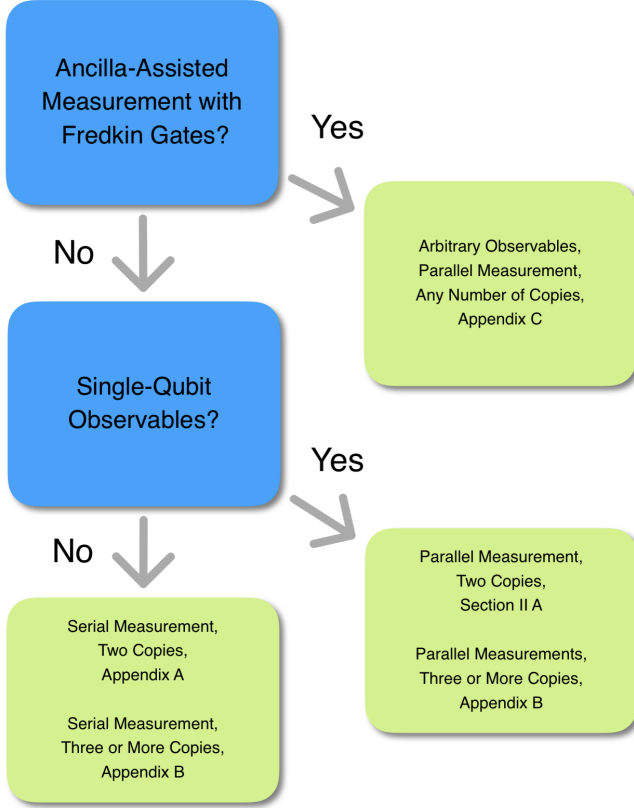 Ancilla-Assisted
Measurement with
Fredkin Gates?
Yes
No
Arbitrary Observables,
Parallel Measurement,
Any Number of Copies,
Appendix C
Single-Qubit
Observables?
Yes
No
Parallel Measurement,
Two Copies,
Section II A
Parallel Measurements,
Three or More Copies,
Appendix B
Serial Measurement,
Two Copies,
Appendix A
Serial Measurement,
Three or More Copies,
Appendix B